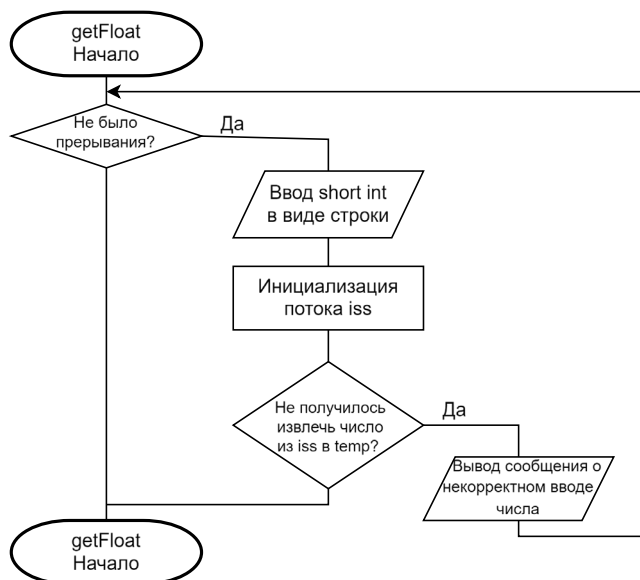 getFloat
Начало
Не было
прерывания?
Да
Ввод short int
в виде строки
Инициализация
потока iss
Не получилось
извлечь число
из iss в temp?
Да
Вывод сообщения о
некорректном вводе
числа
getFloat
Начало